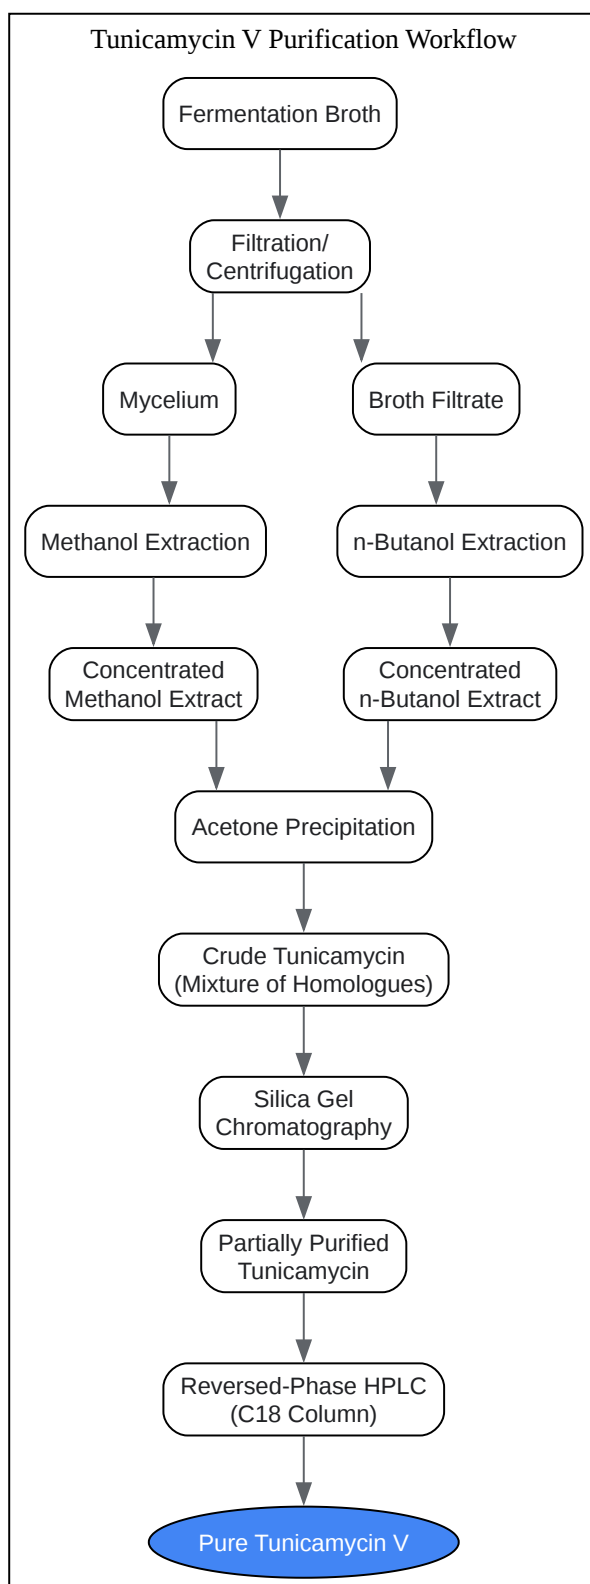 Tunicamycin V Purification Workflow
Fermentation Broth
Filtration/
Centrifugation
Mycelium
Broth Filtrate
Methanol Extraction
n-Butanol Extraction
Concentrated
Methanol Extract
Concentrated
n-Butanol Extract
Acetone Precipitation
Crude Tunicamycin
(Mixture of Homologues)
Silica Gel
Chromatography
Partially Purified
Tunicamycin
Reversed-Phase HPLC
(C18 Column)
Pure Tunicamycin V